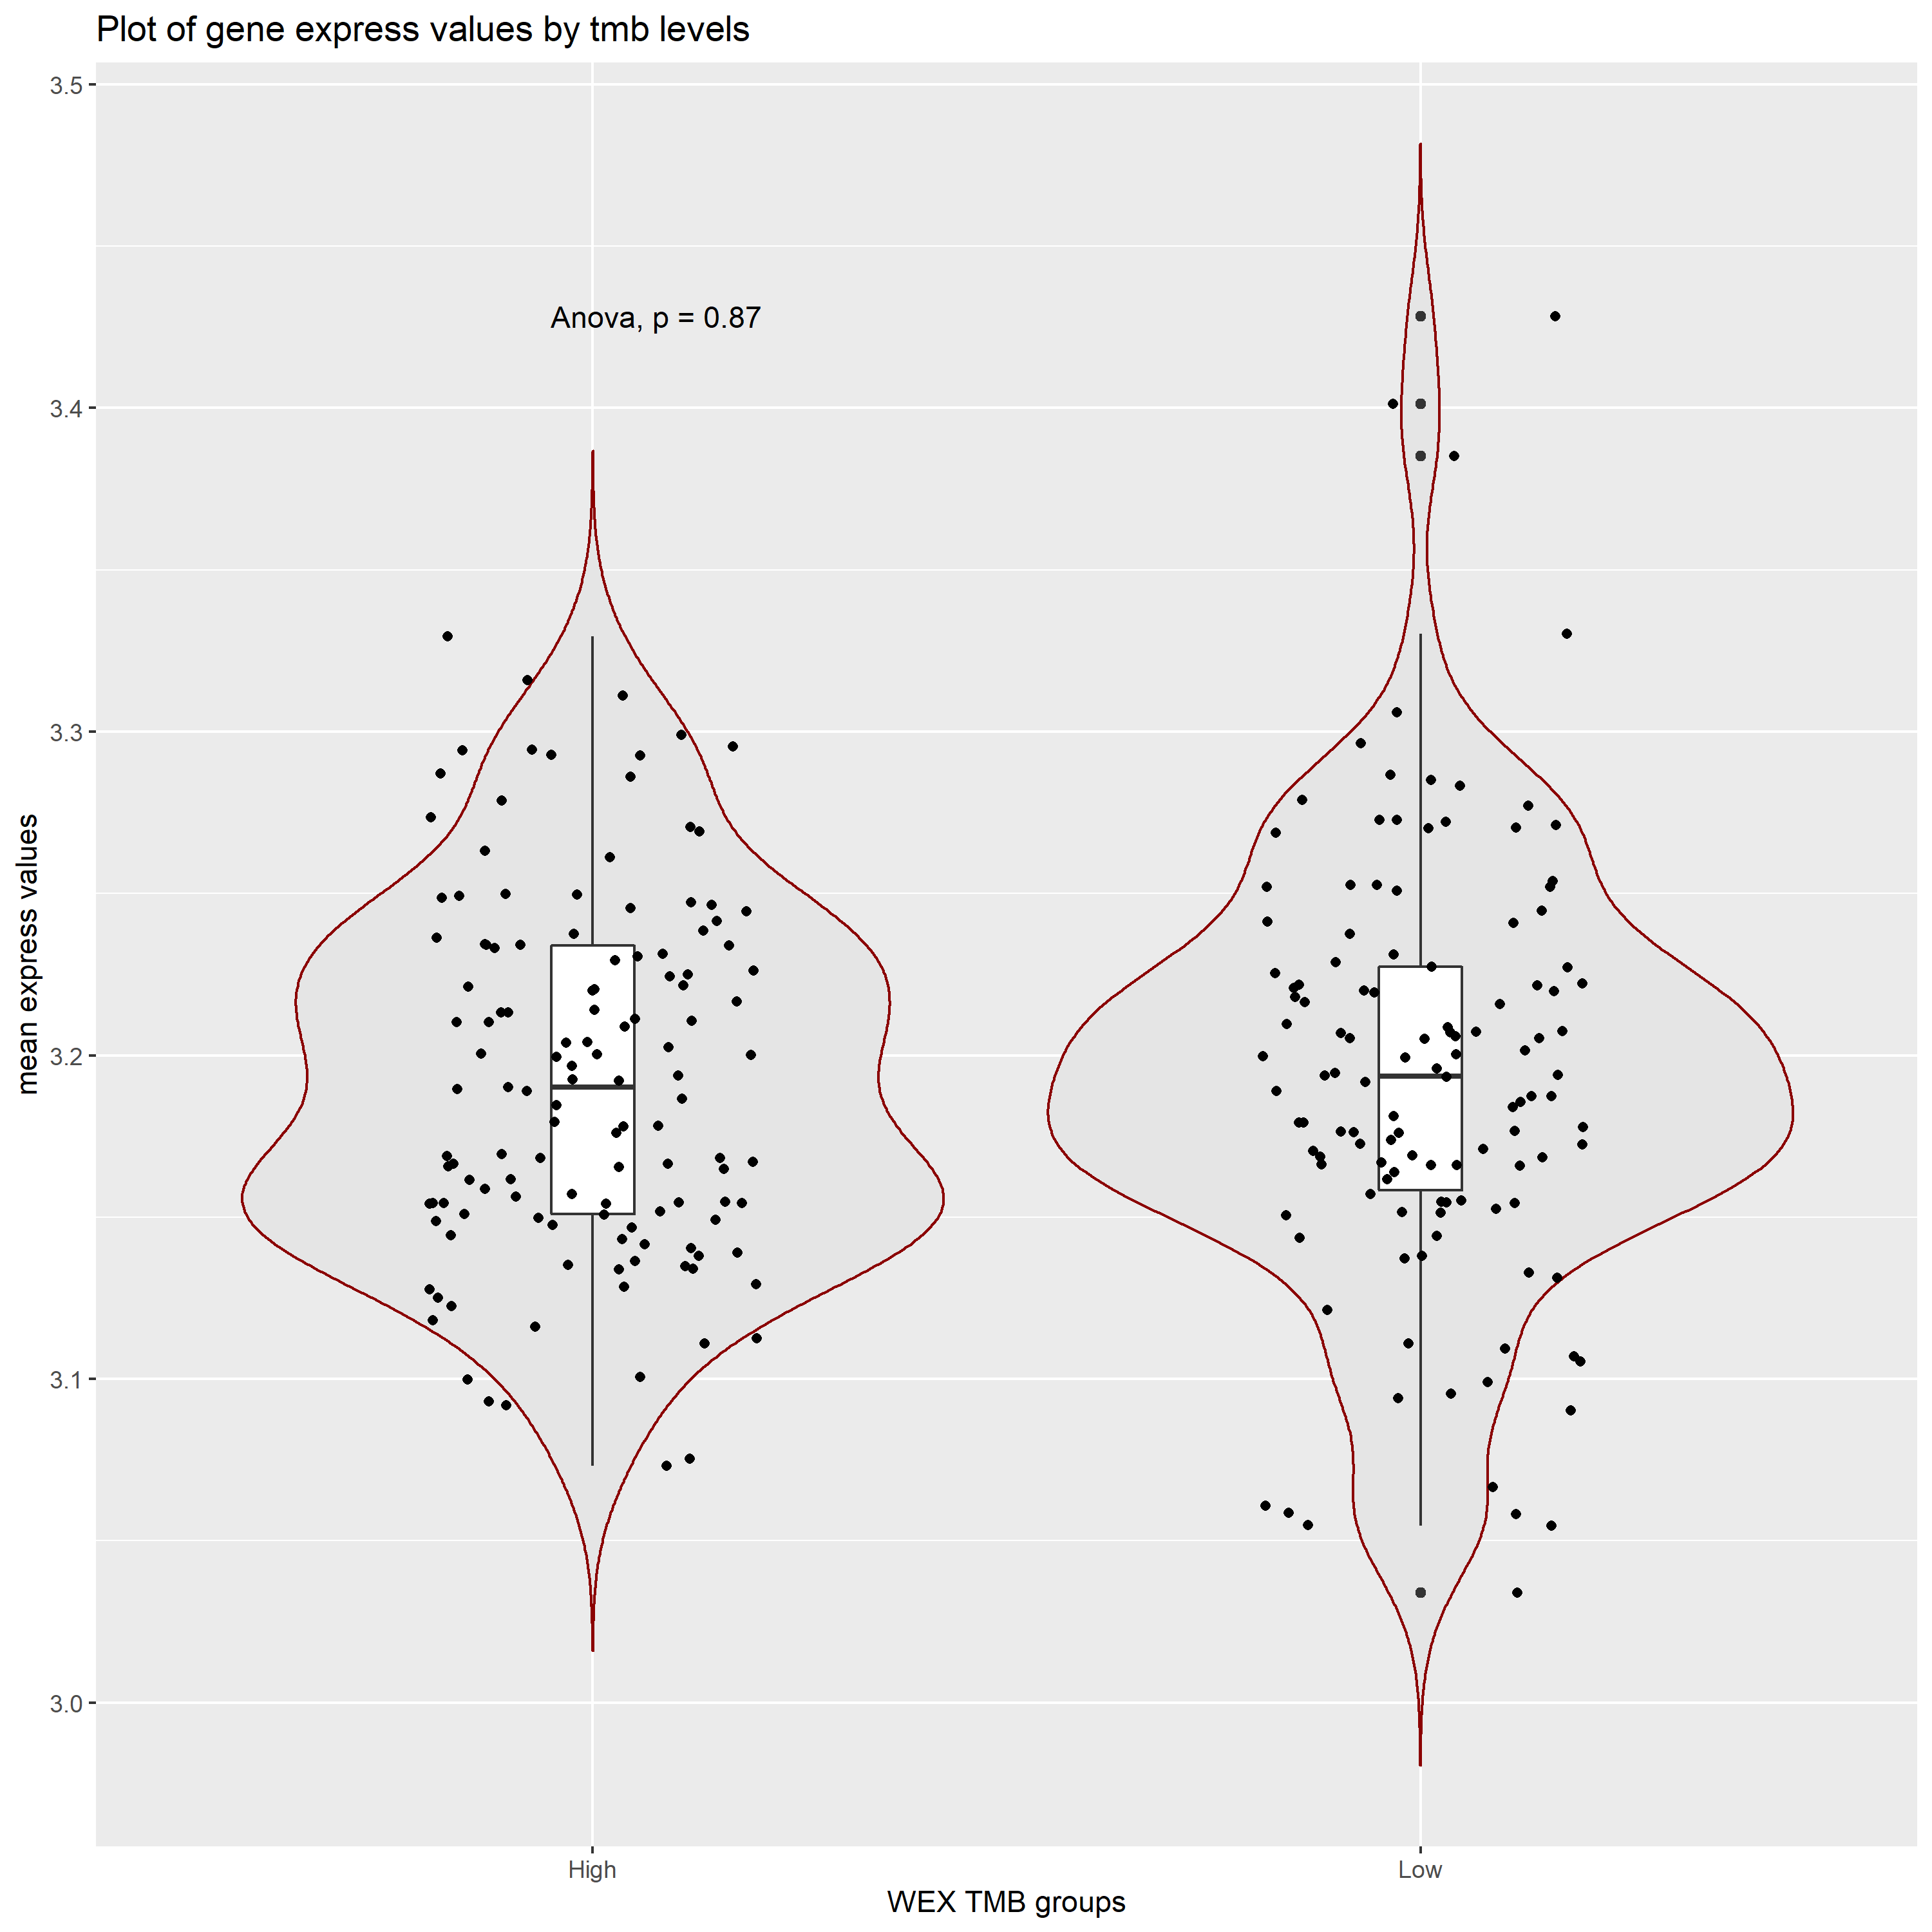 Plot of gene express values by tmb levels
3.5
Anova, p = 0.87
3.4
3.3
mean express values
3.2
3.1
3.0
High
Low
WEX TMB groups